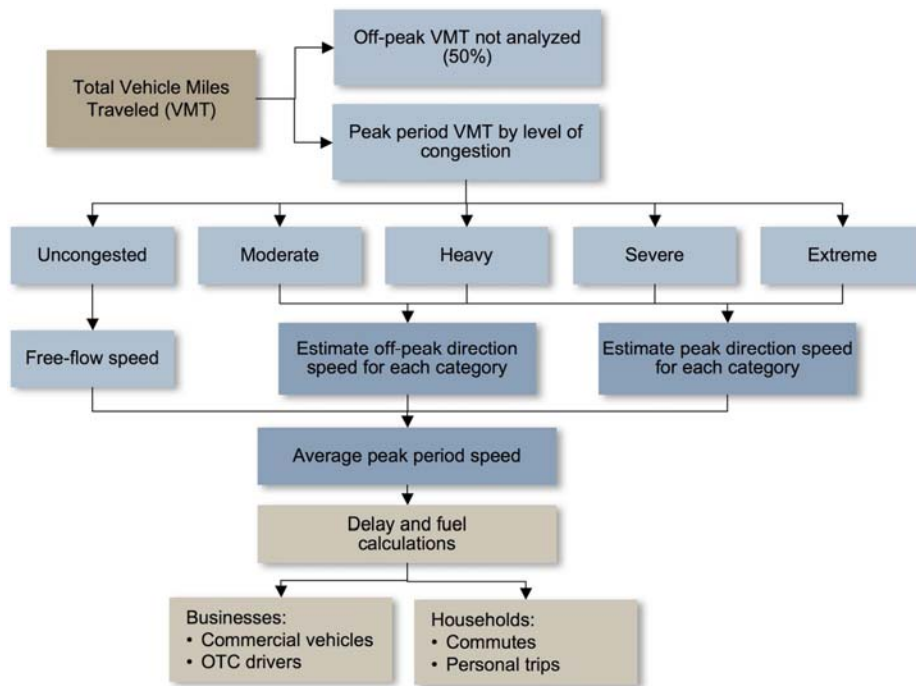 Off-peak VMT not analyzed
(50%)
Total Vehicle Miles
Traveled (VMT)
Peak period VMT by level of
congestion
Uncongested
Moderate
Heavy
Severe
Extreme
Free-flow speed
Estimate off-peak direction
speed for each category
Estimate peak direction speed
for each category
Average peak period speed
Delay and fuel
calculations
Businesses:
• Commercial vehicles
• OTC drivers
Households:
• Commutes
• Personal trips